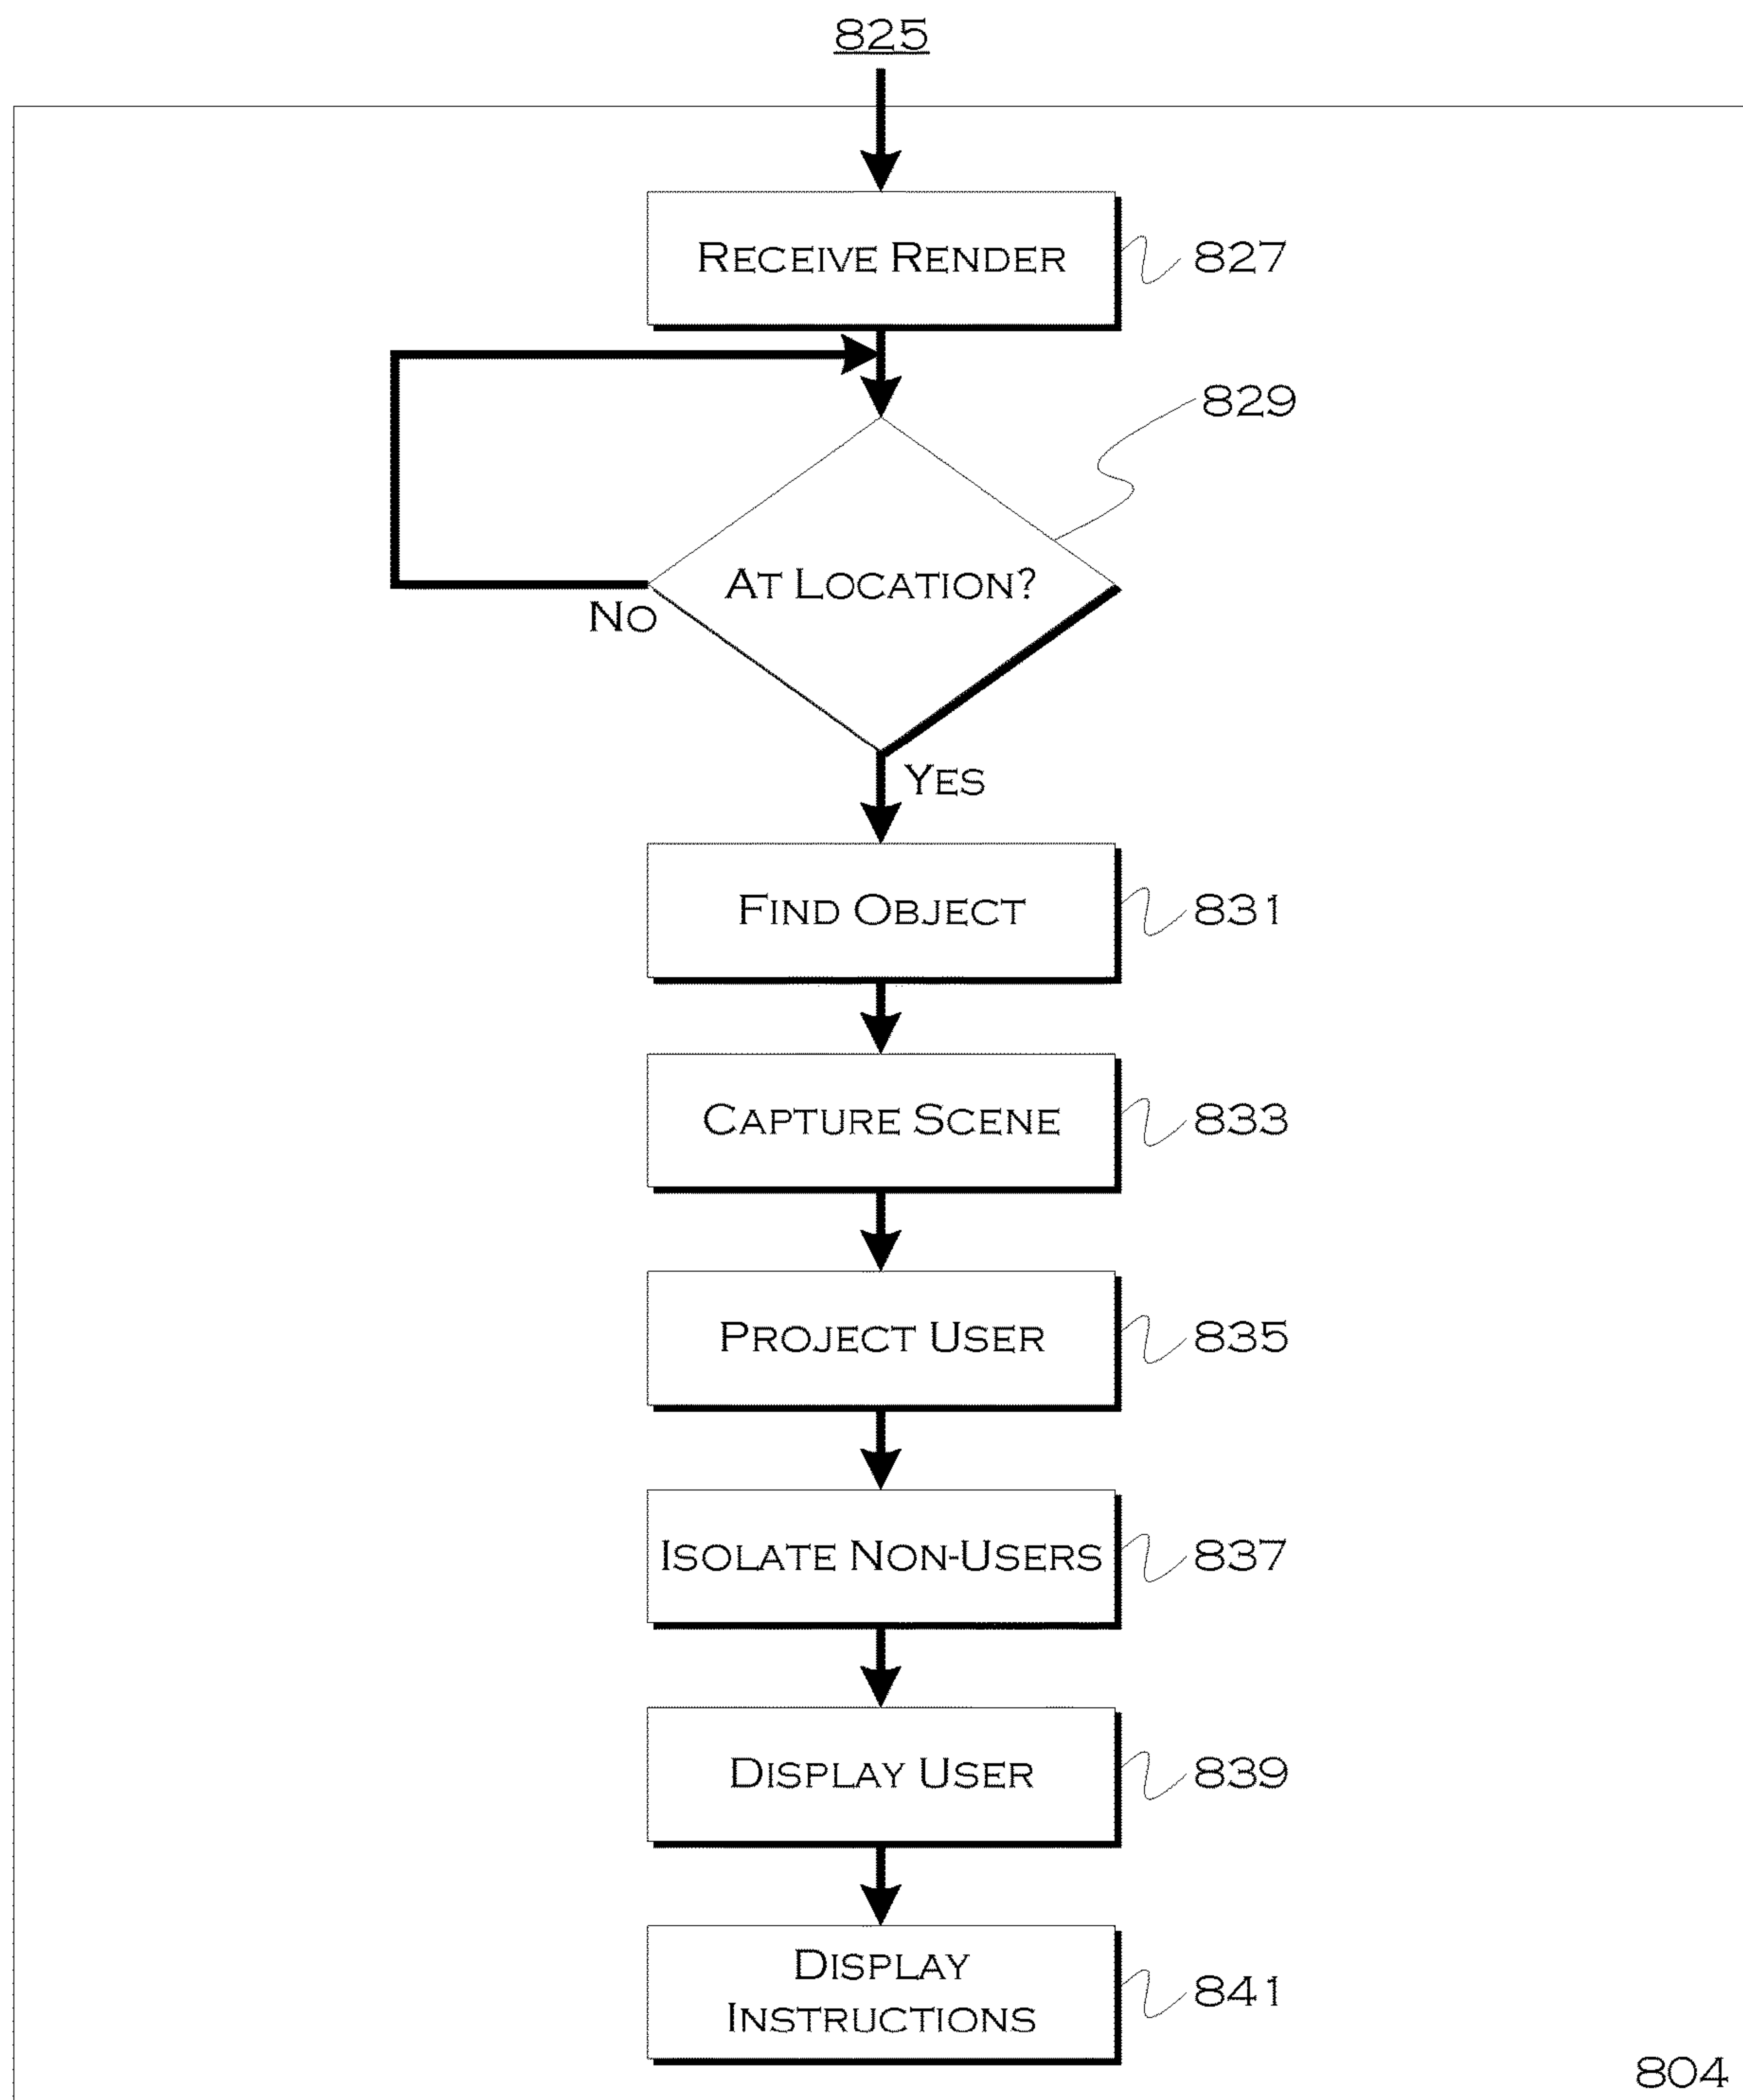 825
RECEIVE RENDER
827
829
AT LOCATION?
NO
YES
FIND OBJECT
831
CAPTURE SCENE
833
PROJECT USER
835
ISOLATE NON-USERS
837
DISPLAY USER
839
DISPLAY
INSTRUCTIONS
841
804